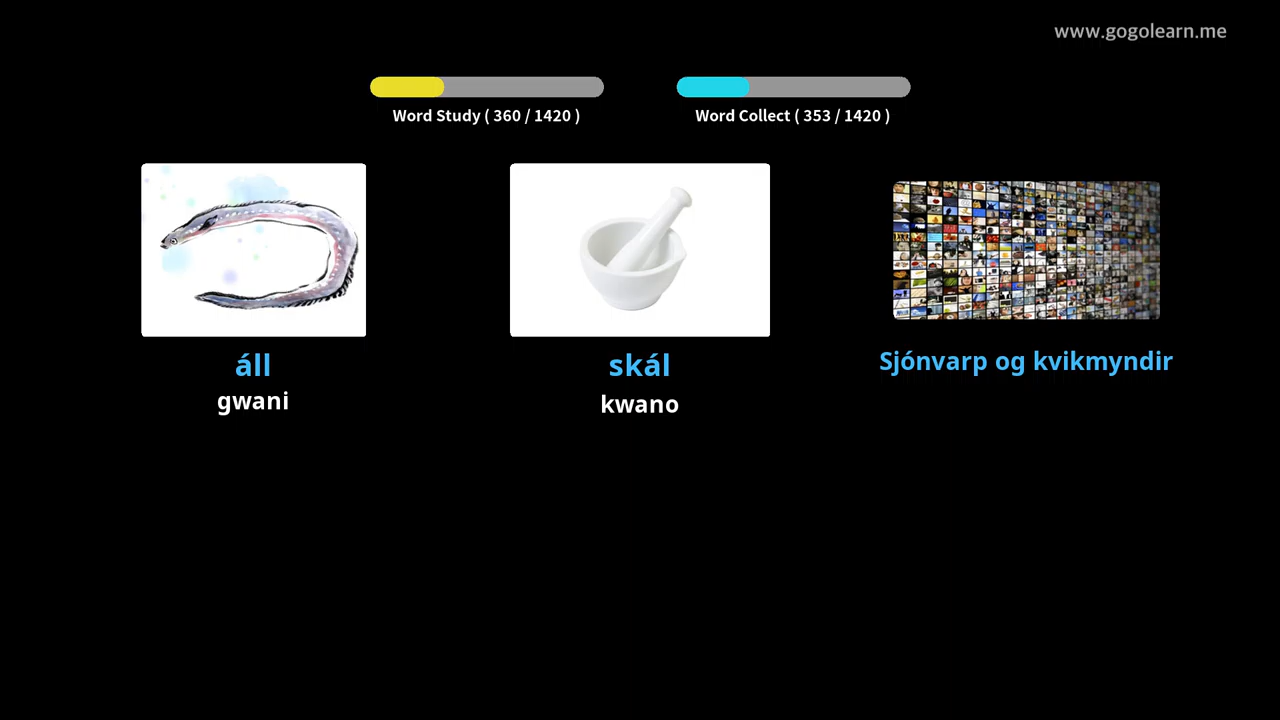 www.gogolearn.me
Word Study ( 360 / 1420 )
Word Collect ( 353 / 1420 )
áll
gwani
skál
kwano
Sjónvarp og kvikmyndir